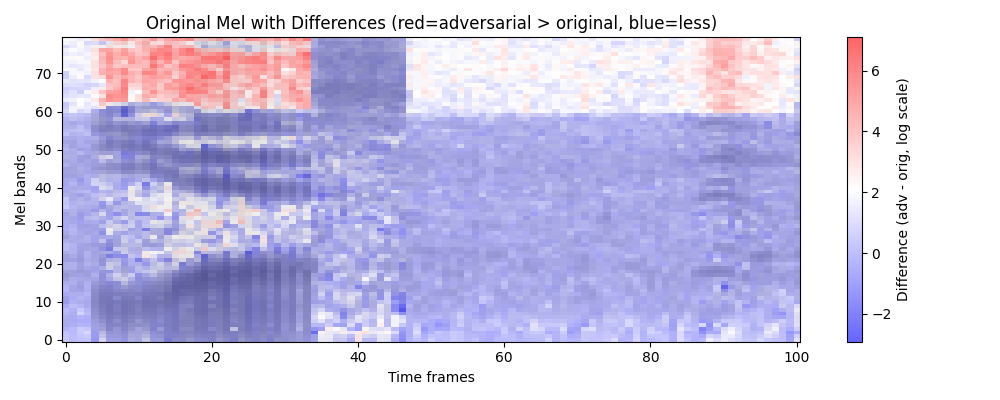 Original Mel with Differences (red=adversarial > original, blue=less)
Mel bands
70
60
50
40
30
20
10
0
0 20 40 60 80 100
Time frames
6
4
2
0
−2
Difference (adv - orig, log scale)